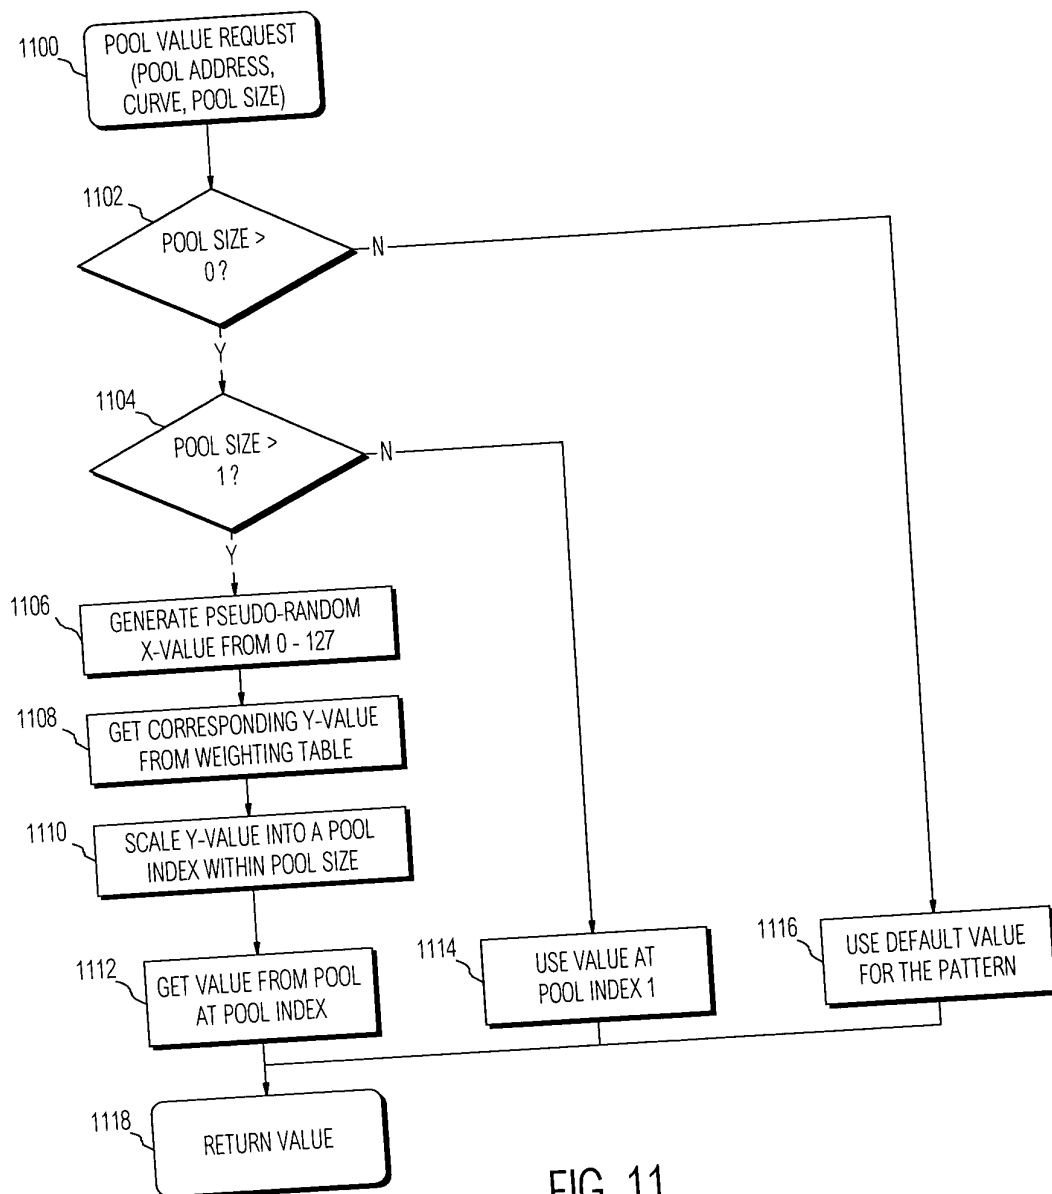 1100
POOL VALUE REQUEST
(POOL ADDRESS,
CURVE, POOL SIZE)
1102
POOL SIZE >
0?
N
Y
1104
POOL SIZE >
1?
N
Y
1106
GENERATE PSEUDO-RANDOM
X-VALUE FROM 0 - 127
1108
GET CORRESPONDING Y-VALUE
FROM WEIGHTING TABLE
1110
SCALE Y-VALUE INTO A POOL
INDEX WITHIN POOL SIZE
1112
GET VALUE FROM POOL
AT POOL INDEX
1114
USE VALUE AT
POOL INDEX 1
1116
USE DEFAULT VALUE
FOR THE PATTERN
1118
RETURN VALUE
FIG. 11